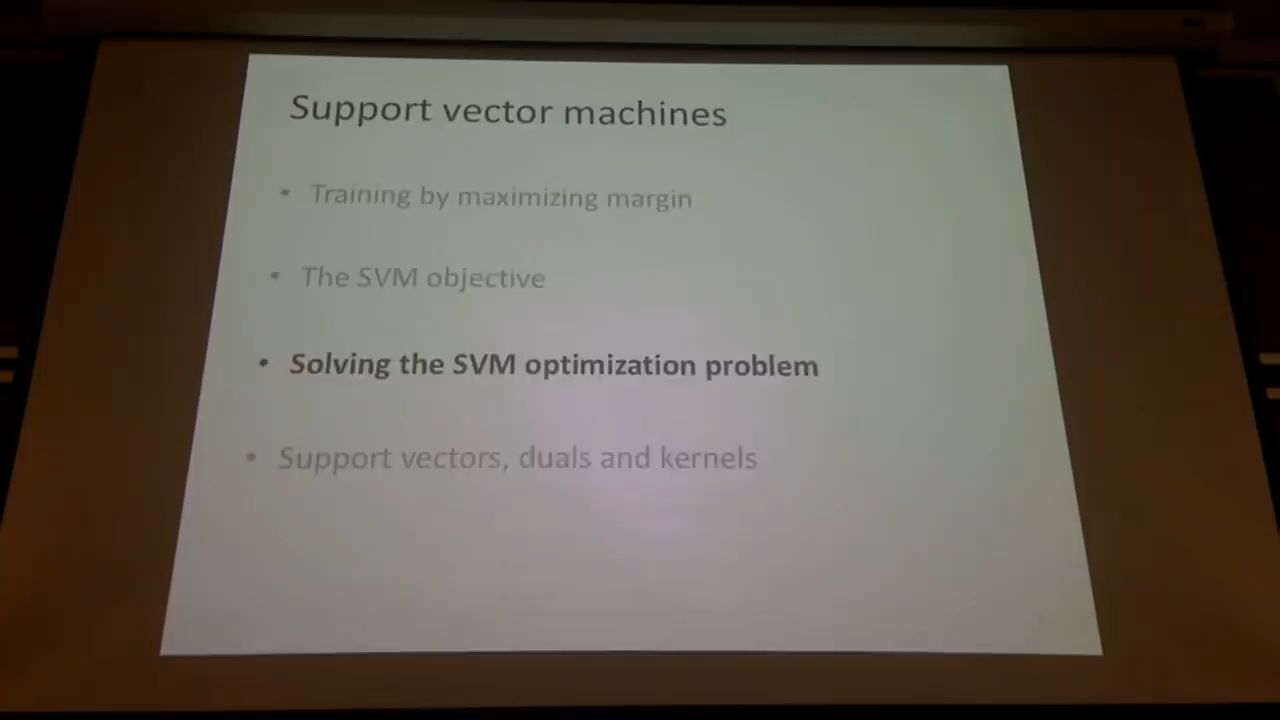 Support vector machines
• Training by maximizing margin
• The SVM objective
• Solving the SVM optimization problem
• Support vectors, duals and kernels